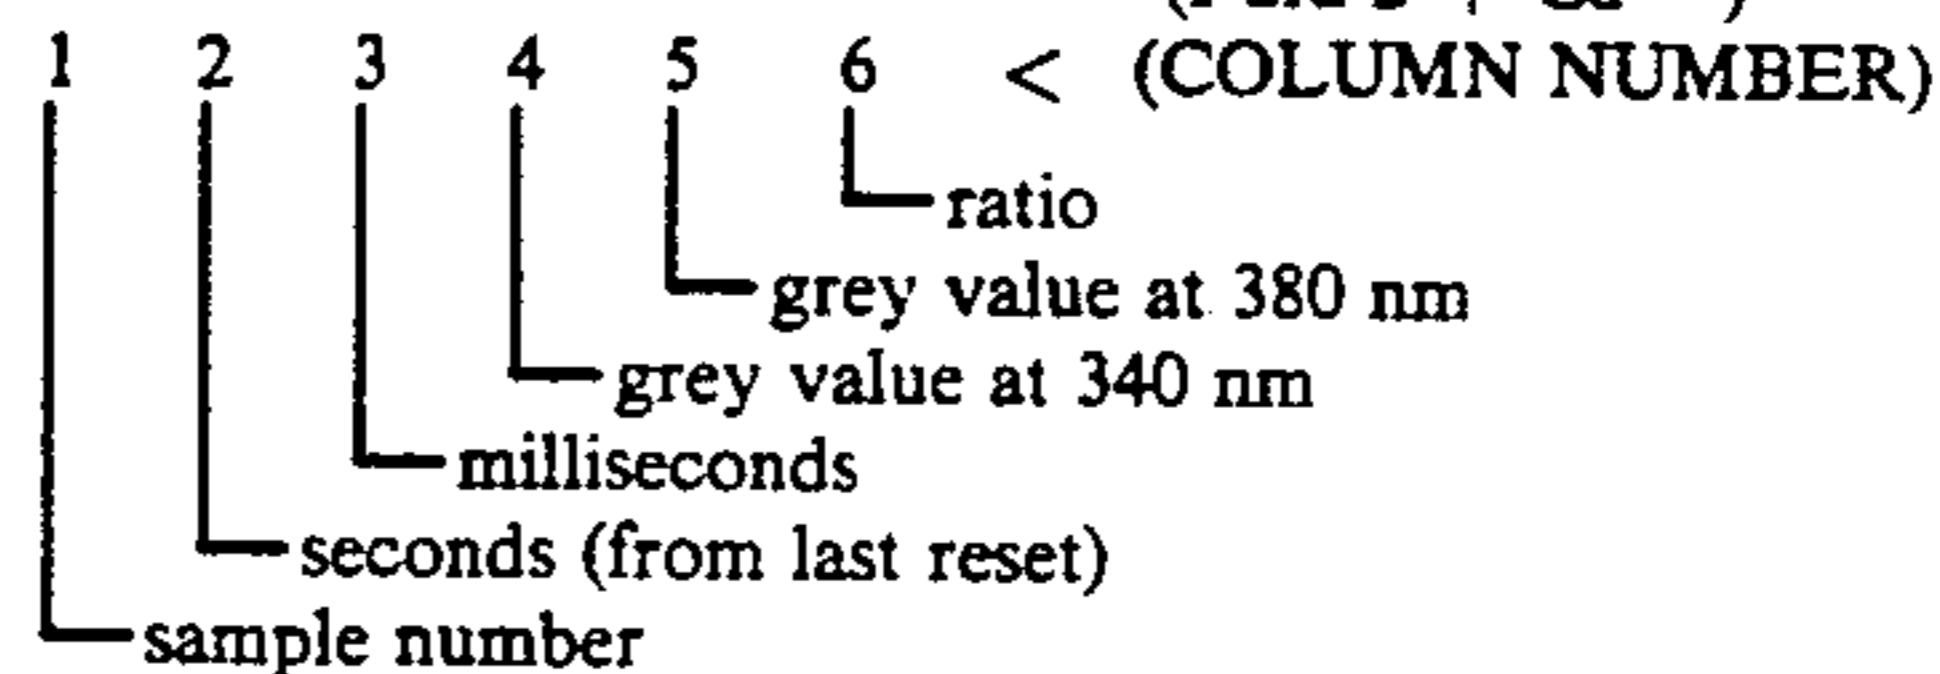 1 2 3 4 5 6 < (COLUMN NUMBER)
ratio
grey value at 380 nm
grey value at 340 nm
milliseconds
seconds (from last reset)
sample number